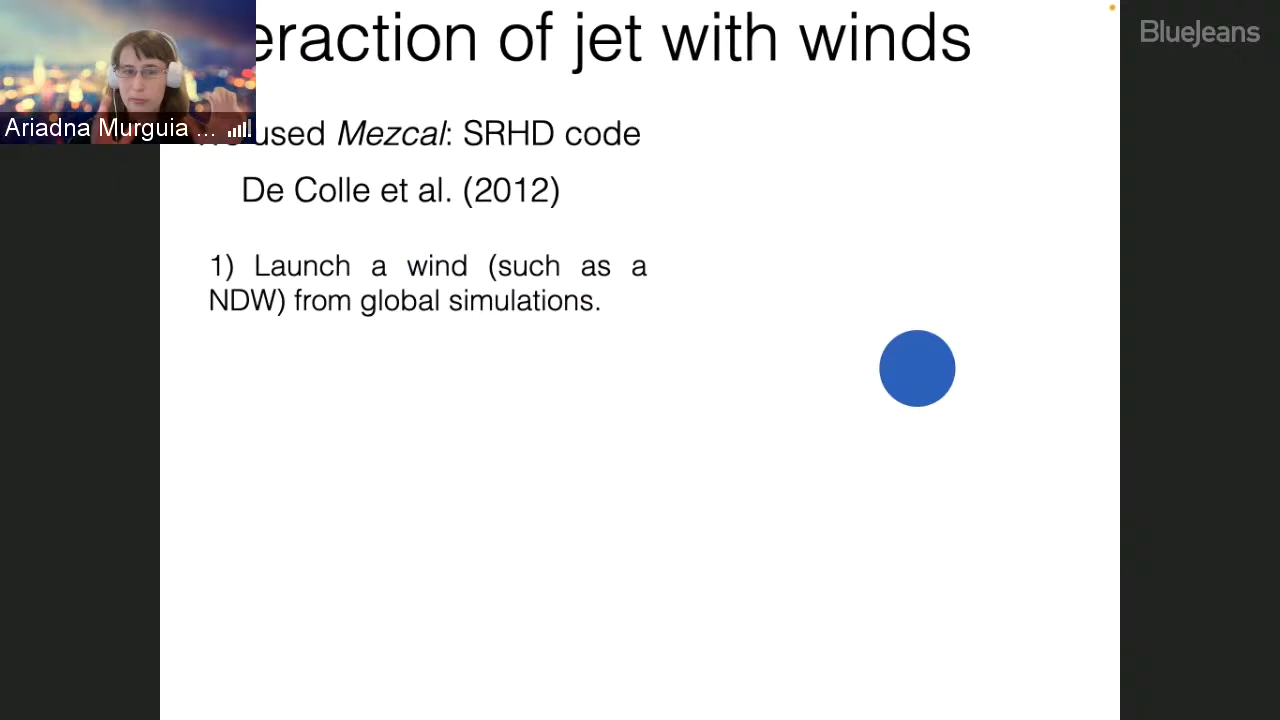 eraction of jet with winds
BlueJeans
Ariadna Murguia ...
used Mezcal: SRHD code
De Colle et al. (2012)
1) Launch a wind (such as a
NDW) from global simulations.